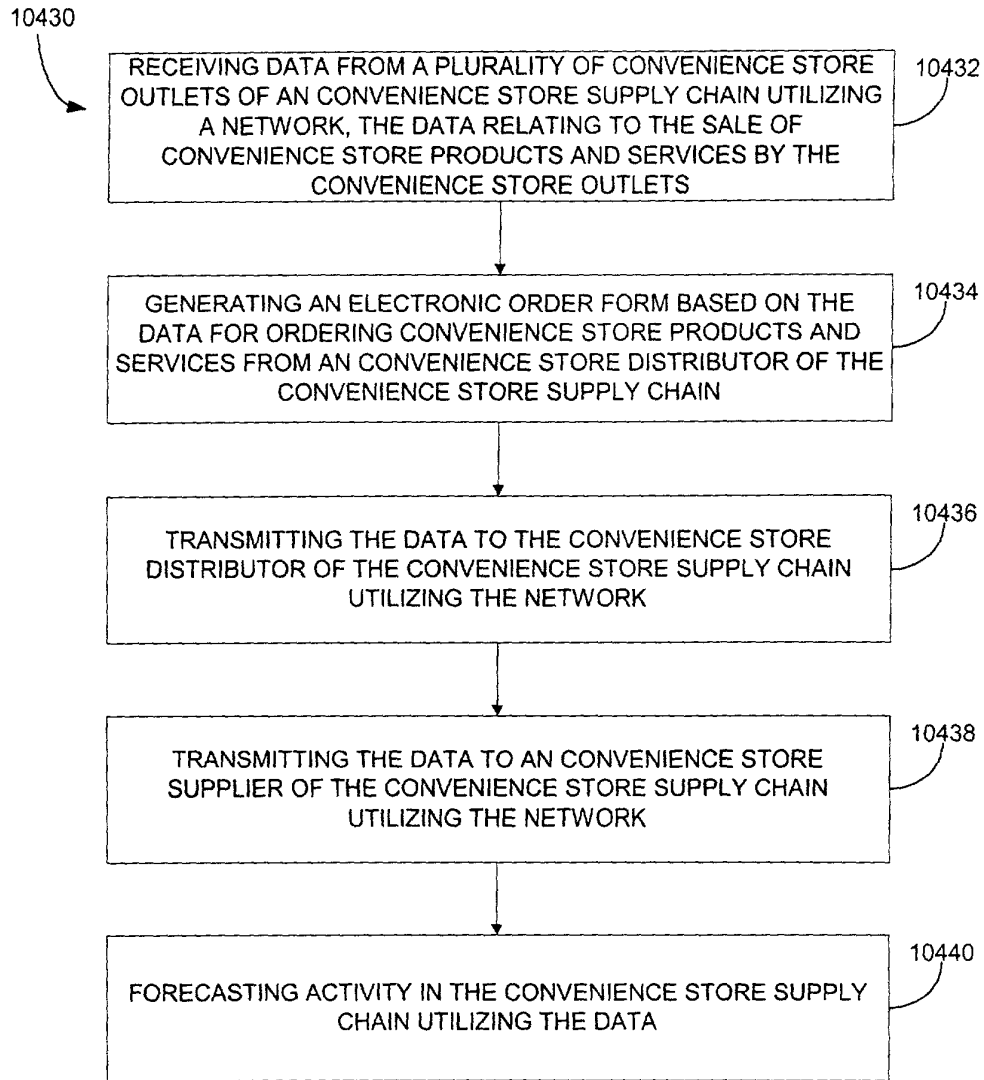 10430
RECEIVING DATA FROM A PLURALITY OF CONVENIENCE STORE
OUTLETS OF AN CONVENIENCE STORE SUPPLY CHAIN UTILIZING
A NETWORK, THE DATA RELATING TO THE SALE OF
CONVENIENCE STORE PRODUCTS AND SERVICES BY THE
CONVENIENCE STORE OUTLETS
10432
GENERATING AN ELECTRONIC ORDER FORM BASED ON THE
DATA FOR ORDERING CONVENIENCE STORE PRODUCTS AND
SERVICES FROM AN CONVENIENCE STORE DISTRIBUTOR OF THE
CONVENIENCE STORE SUPPLY CHAIN
10434
TRANSMITTING THE DATA TO THE CONVENIENCE STORE
DISTRIBUTOR OF THE CONVENIENCE STORE SUPPLY CHAIN
UTILIZING THE NETWORK
10436
TRANSMITTING THE DATA TO AN CONVENIENCE STORE
SUPPLIER OF THE CONVENIENCE STORE SUPPLY CHAIN
UTILIZING THE NETWORK
10438
FORECASTING ACTIVITY IN THE CONVENIENCE STORE SUPPLY
CHAIN UTILIZING THE DATA
10440